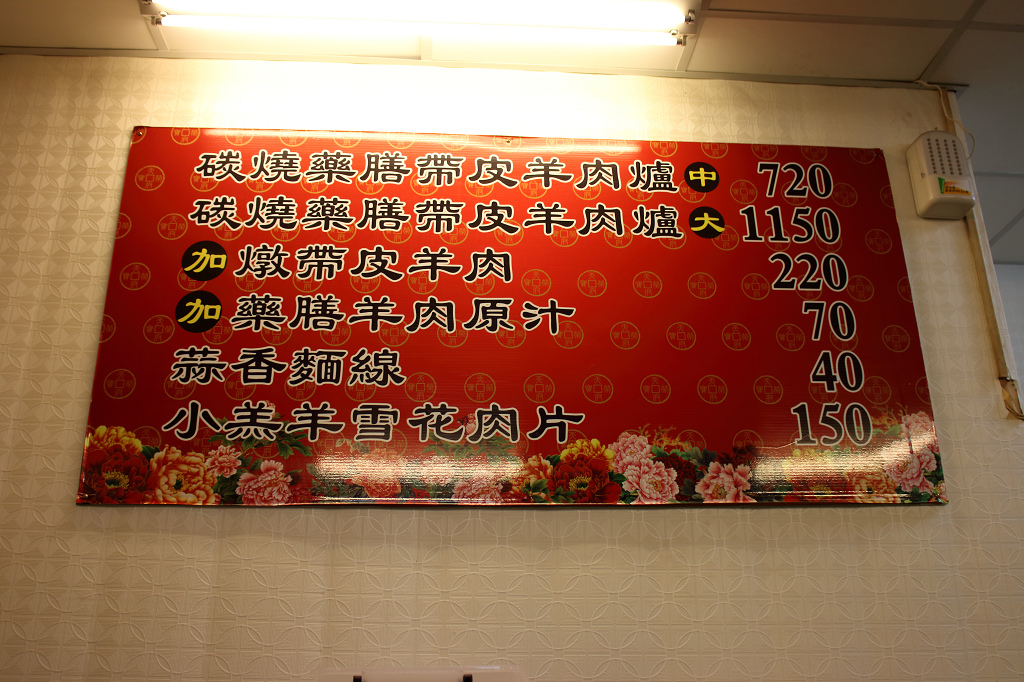 碳燒藥膳帶皮羊肉爐 中 720
碳燒藥膳帶皮羊肉爐 大 1150
加 燉帶皮羊肉 220
加 藥膳羊肉原汁 70
蒜香麵線 40
小羔羊雪花肉片 150